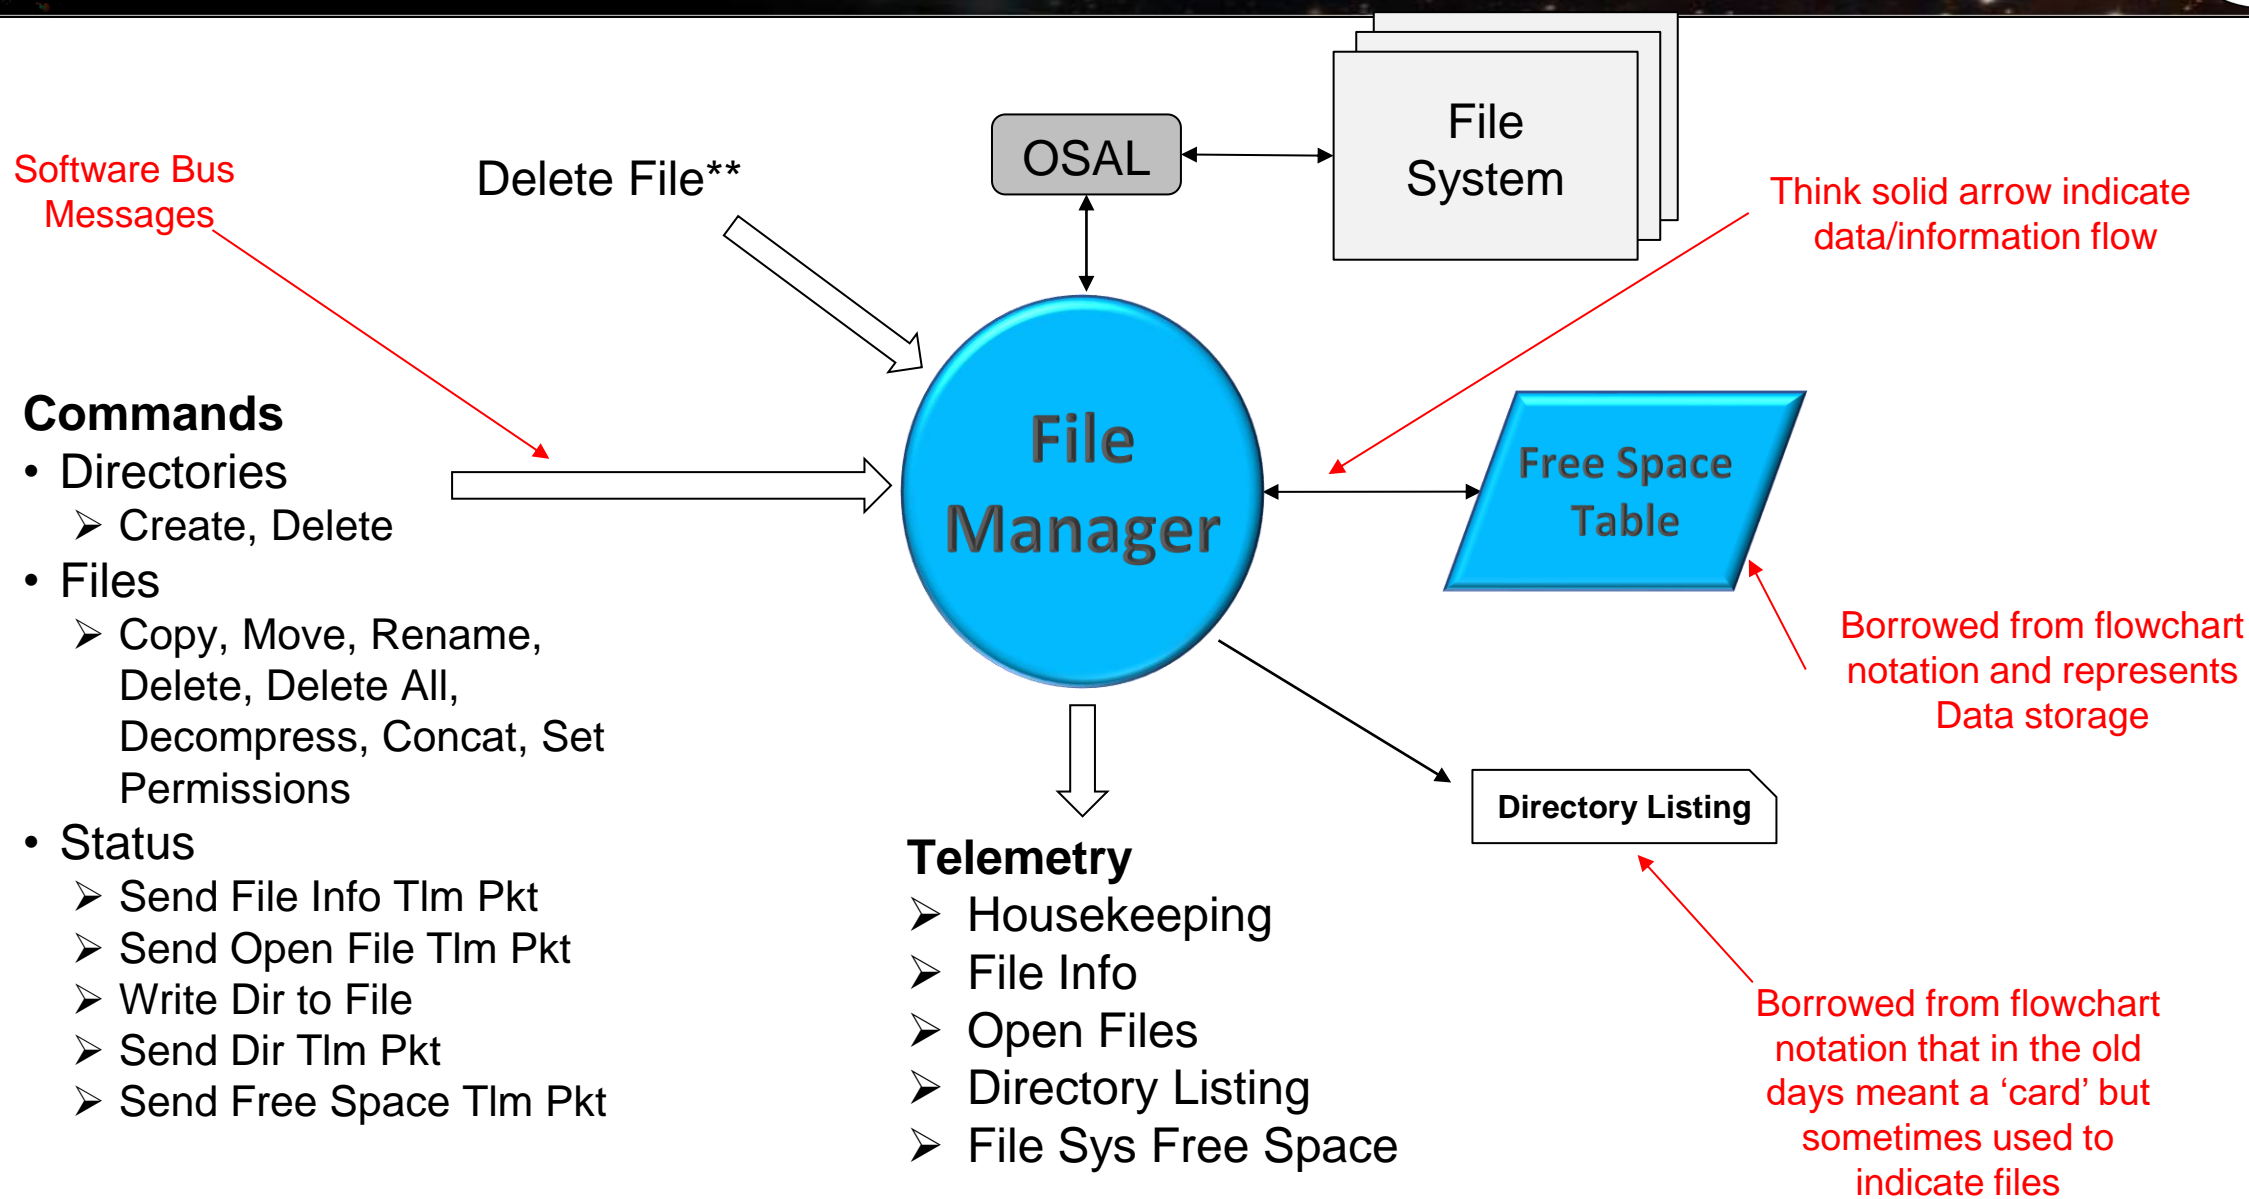 Software Bus
Messages
Delete File**
OSAL
File
System
Think solid arrow indicate
data/information flow
Commands
• Directories
➢ Create, Delete
• Files
➢ Copy, Move, Rename,
Delete, Delete All,
Decompress, Concat, Set
Permissions
• Status
➢ Send File Info Tlm Pkt
➢ Send Open File Tlm Pkt
➢ Write Dir to File
➢ Send Dir Tlm Pkt
➢ Send Free Space Tlm Pkt
File
Manager
Free Space
Table
Borrowed from flowchart
notation and represents
Data storage
Directory Listing
Telemetry
➢ Housekeeping
➢ File Info
➢ Open Files
➢ Directory Listing
➢ File Sys Free Space
Borrowed from flowchart
notation that in the old
days meant a ‘card’ but
sometimes used to
indicate files